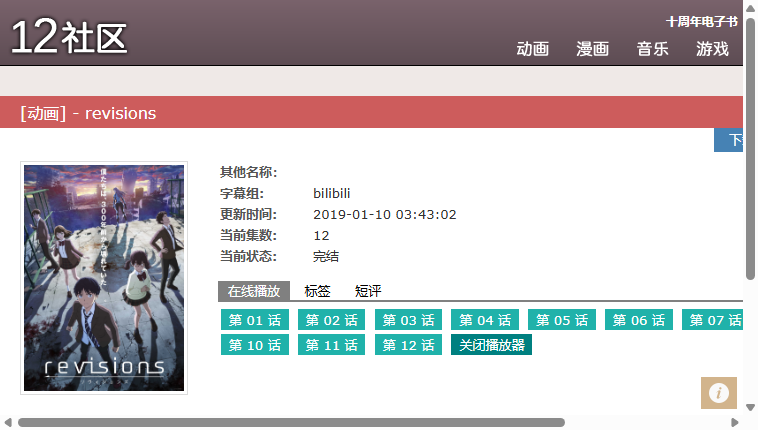 12社区
十周年电子书
动画 漫画 音乐 游戏
[动画] - revisions
僕たちは、300年前から壊れていた
revisions
其他名称:
字幕组: bilibili
更新时间: 2019-01-10 03:43:02
当前集数: 12
当前状态: 完结
在线播放 标签 短评
第 01 话 第 02 话 第 03 话 第 04 话 第 05 话 第 06 话 第 07 话
第 10 话 第 11 话 第 12 话 关闭播放器